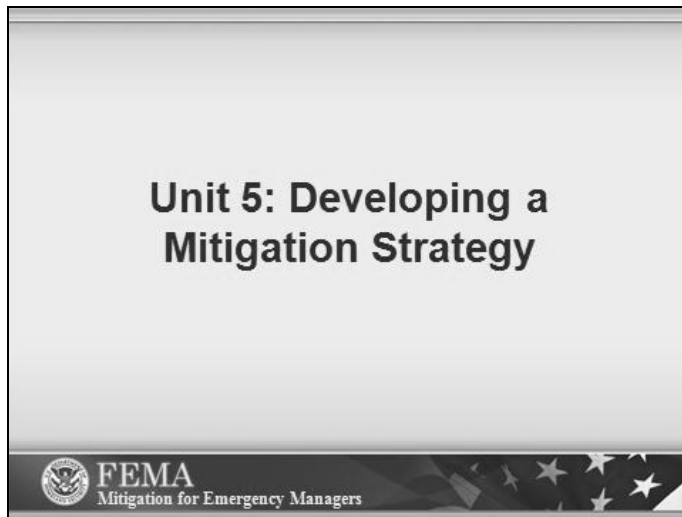 Unit 5: Developing a
Mitigation Strategy
FEMA
Mitigation for Emergency Managers